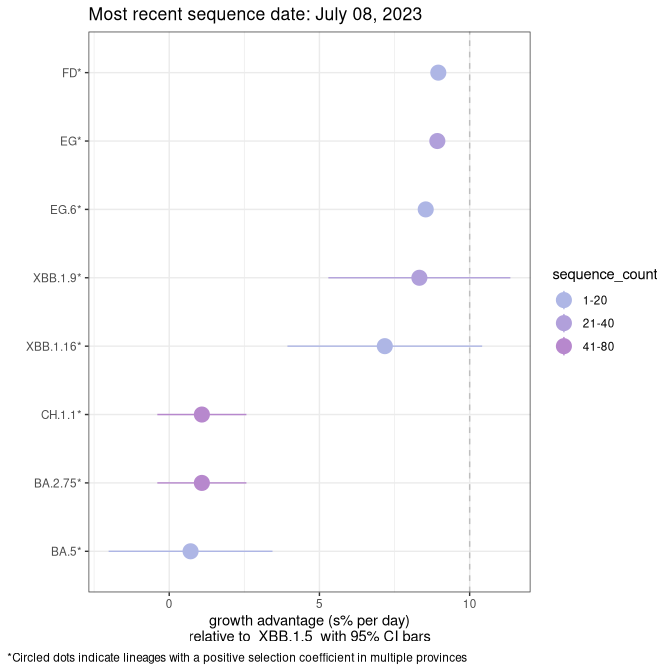 Most recent sequence date: July 08, 2023
FD*
EG*
EG.6*
XBB.1.9*
XBB.1.16*
CH.1.1*
BA.2.75*
BA.5*
0 5 10
growth advantage (s% per day)
relative to  XBB.1.5  with 95% CI bars
sequence_count
1-20
21-40
41-80
*Circled dots indicate lineages with a positive selection coefficient in multiple provinces